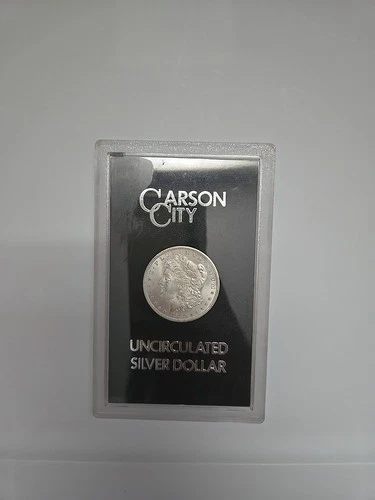 CARSON
CITY
UNCIRCULATED
SILVER DOLLAR